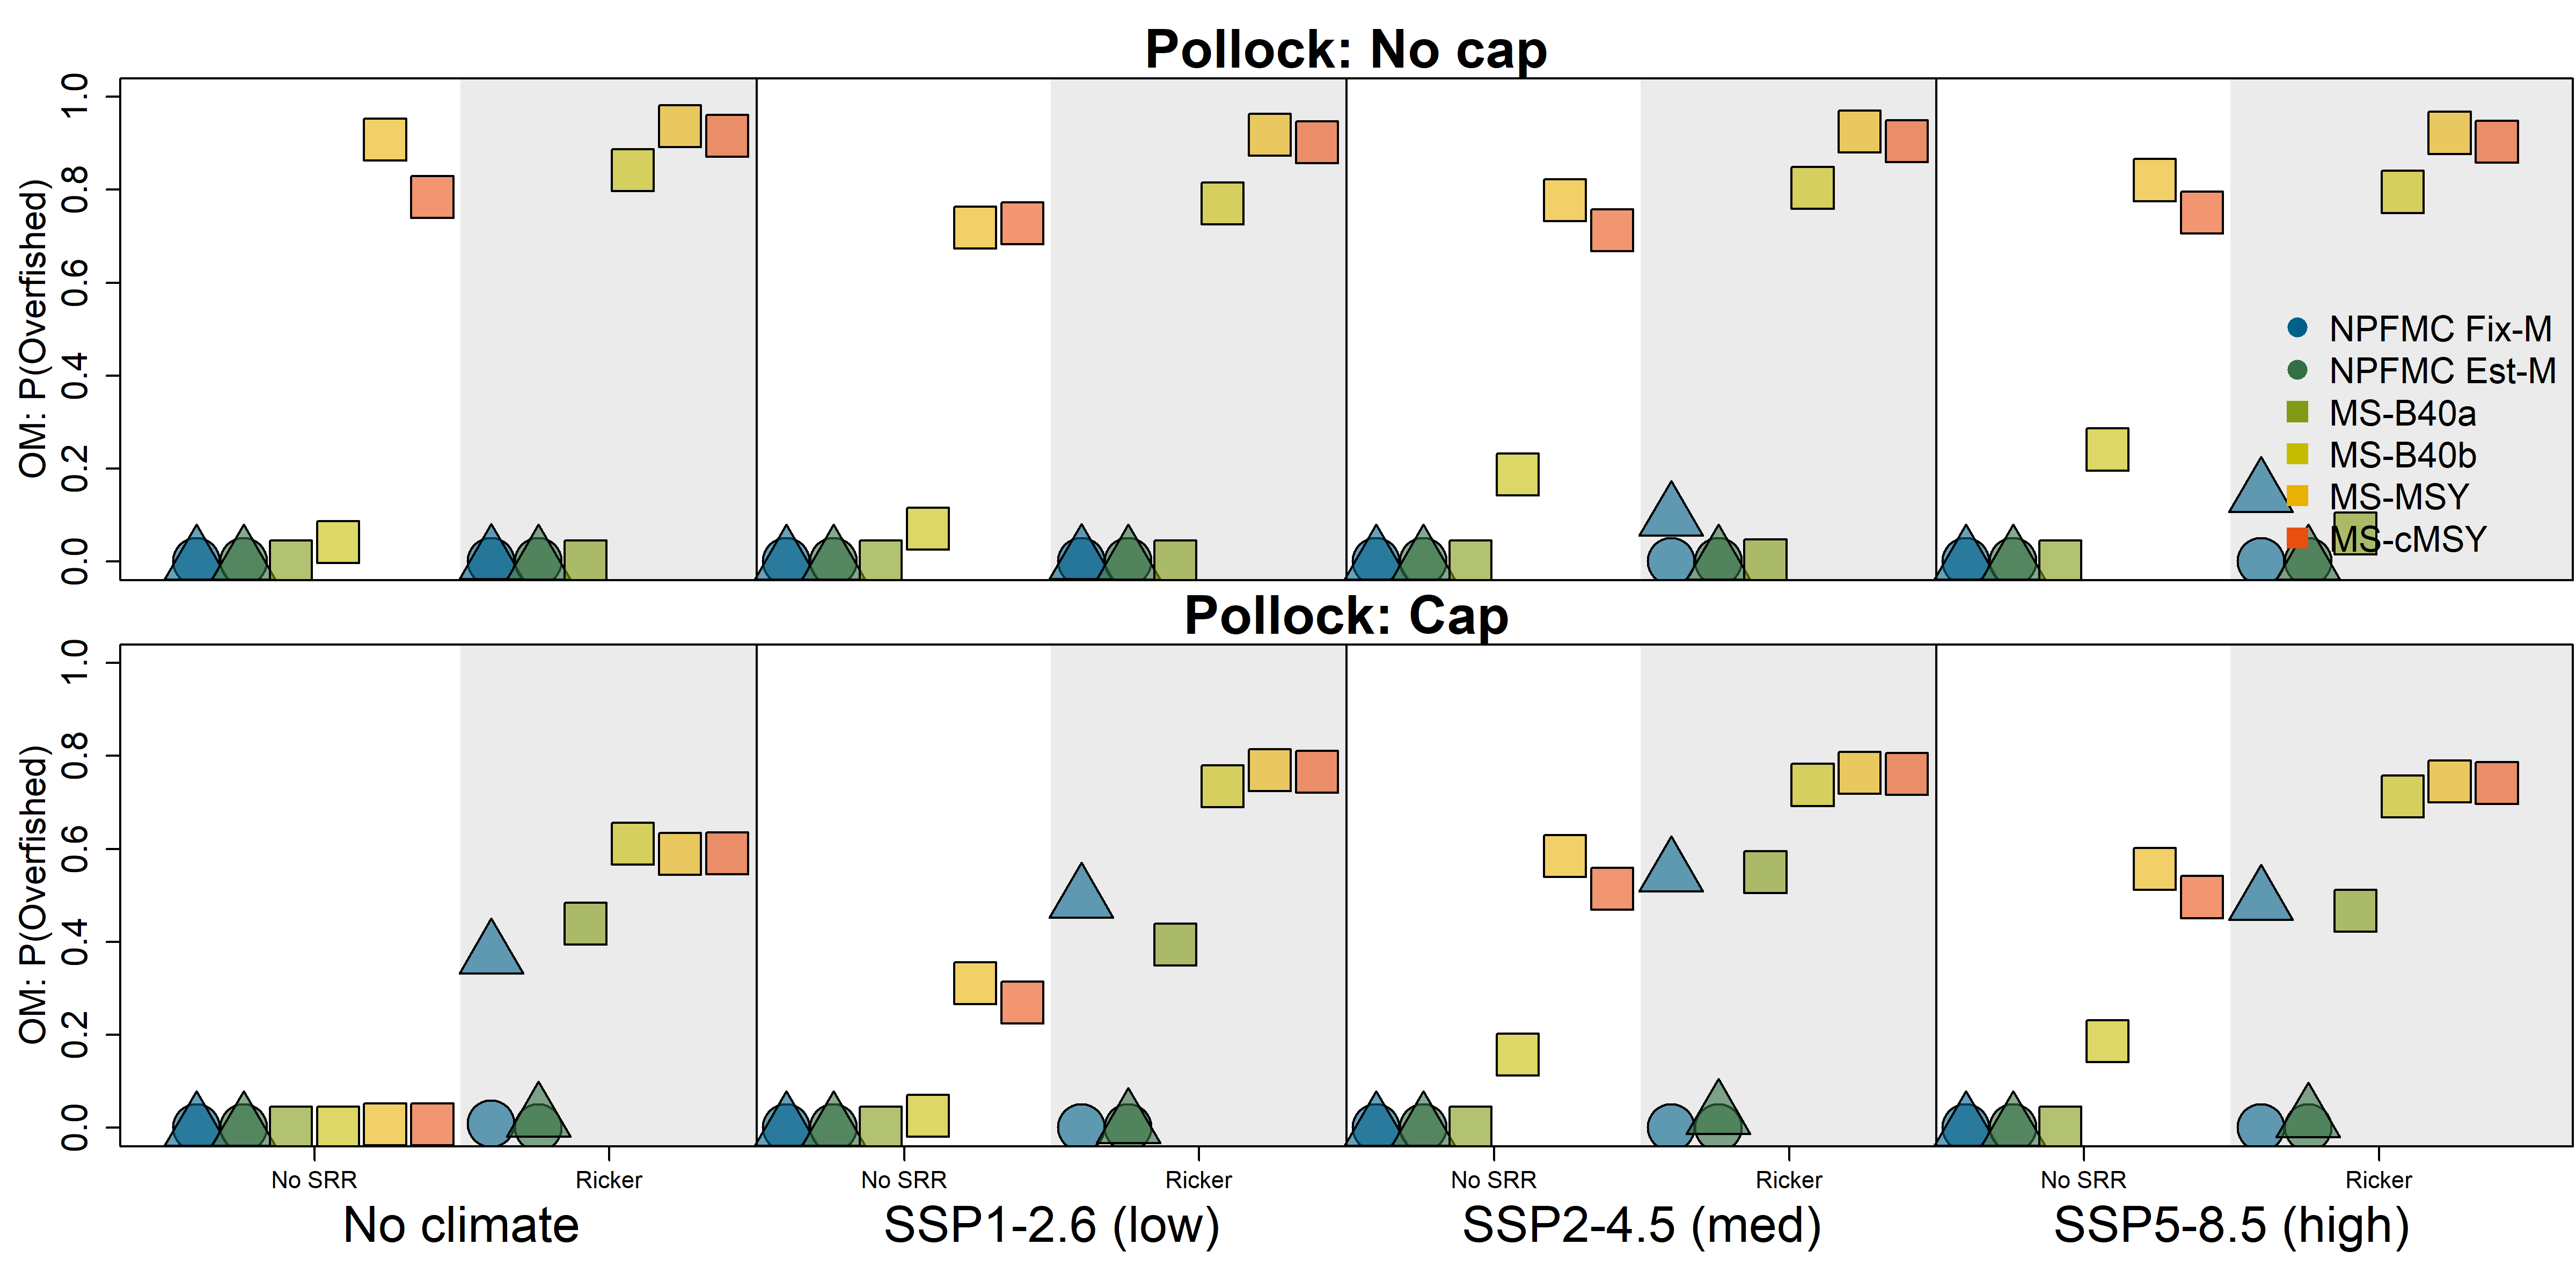 Pollock: No cap
OM: P(Overfished)
1.0
0.8
0.6
0.4
0.2
0.0
NPFMC Fix-M
NPFMC Est-M
MS-B40a
MS-B40b
MS-MSY
MS-cMSY
Pollock: Cap
OM: P(Overfished)
1.0
0.8
0.6
0.4
0.2
0.0
No SRR Ricker No SRR Ricker No SRR Ricker No SRR Ricker
No climate SSP1-2.6 (low) SSP2-4.5 (med) SSP5-8.5 (high)